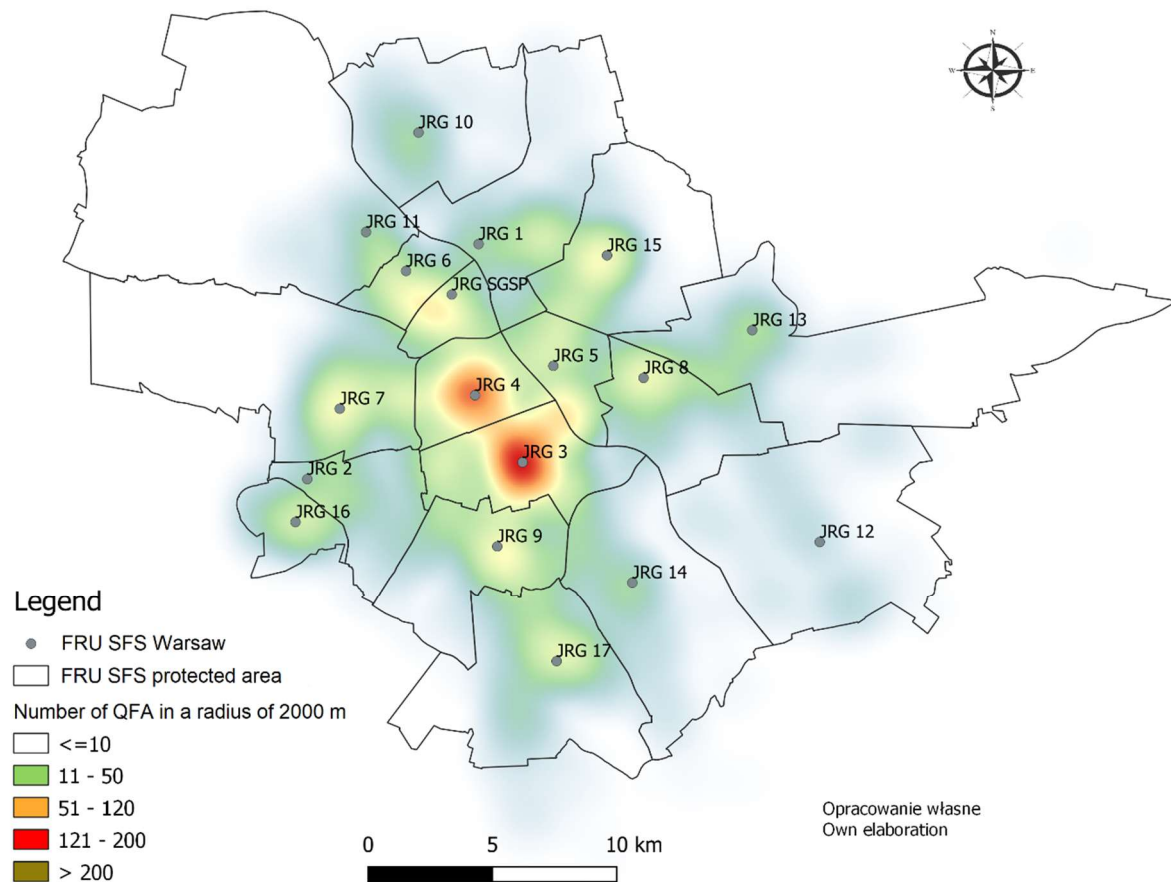 N
W
E
S
JRG 10
JRG 11
JRG 1
JRG 15
JRG 6
JRG SGSP
JRG 13
JRG 5
JRG 8
JRG 4
JRG 7
JRG 3
JRG 2
JRG 16
JRG 12
JRG 9
JRG 14
JRG 17
Legend
FRU SFS Warsaw
FRU SFS protected area
Number of QFA in a radius of 2000 m
<=10
11 - 50
51 - 120
121 - 200
> 200
0 5 10 km
Opracowanie własne
Own elaboration